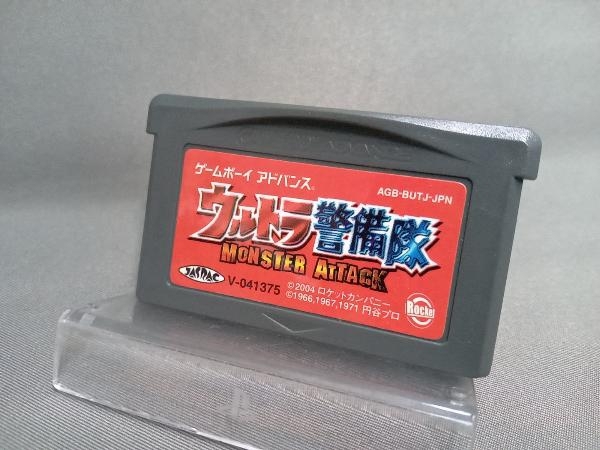 ゲームボーイ アドバンス
AGB-BUTJ-JPN
ウルトラ警備隊
MONSTER ATTACK
JASRAC
V-041375
©2004 ロケットカンパニー
©1966,1967,1971 円谷プロ
Rocket